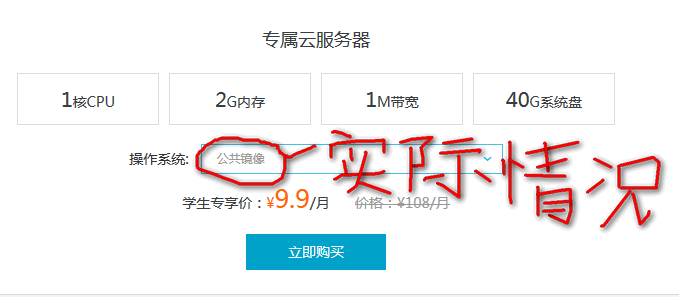 专属云服务器
1核CPU 2G内存 1M带宽 40G系统盘
操作系统: 公共镜像 实际情况
学生专享价：¥9.9/月 价格：¥108/月
立即购买